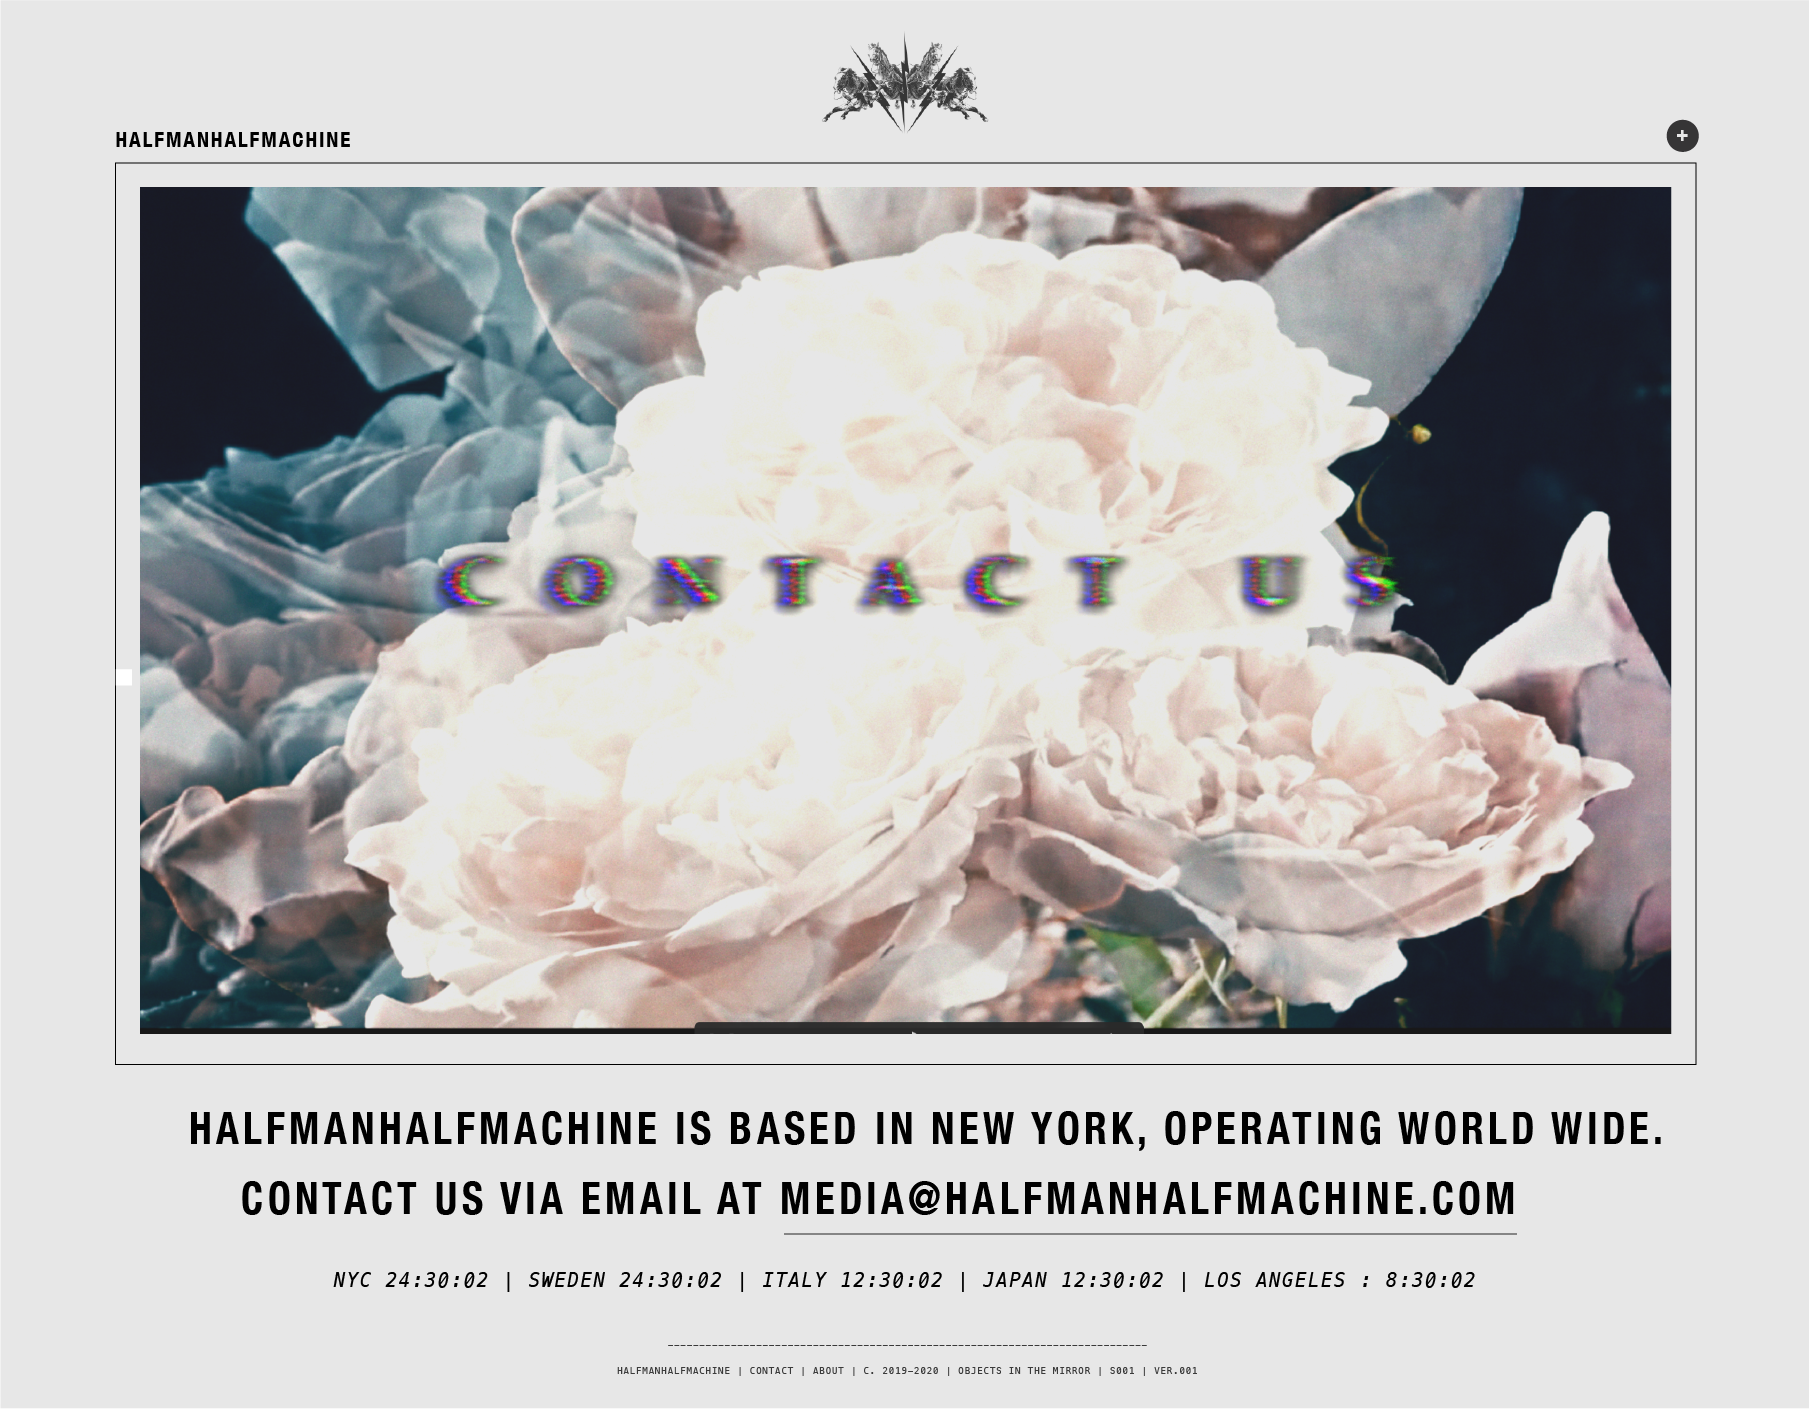 HALFMANHALFMACHINE
+
CONTACT US
HALFMANHALFMACHINE IS BASED IN NEW YORK, OPERATING WORLD WIDE.
CONTACT US VIA EMAIL AT MEDIA@HALFMANHALFMACHINE.COM
NYC 24:30:02 | SWEDEN 24:30:02 | ITALY 12:30:02 | JAPAN 12:30:02 | LOS ANGELES : 8:30:02
HALFMANHALFMACHINE | CONTACT | ABOUT | C. 2019–2020 | OBJECTS IN THE MIRROR | S001 | VER.001